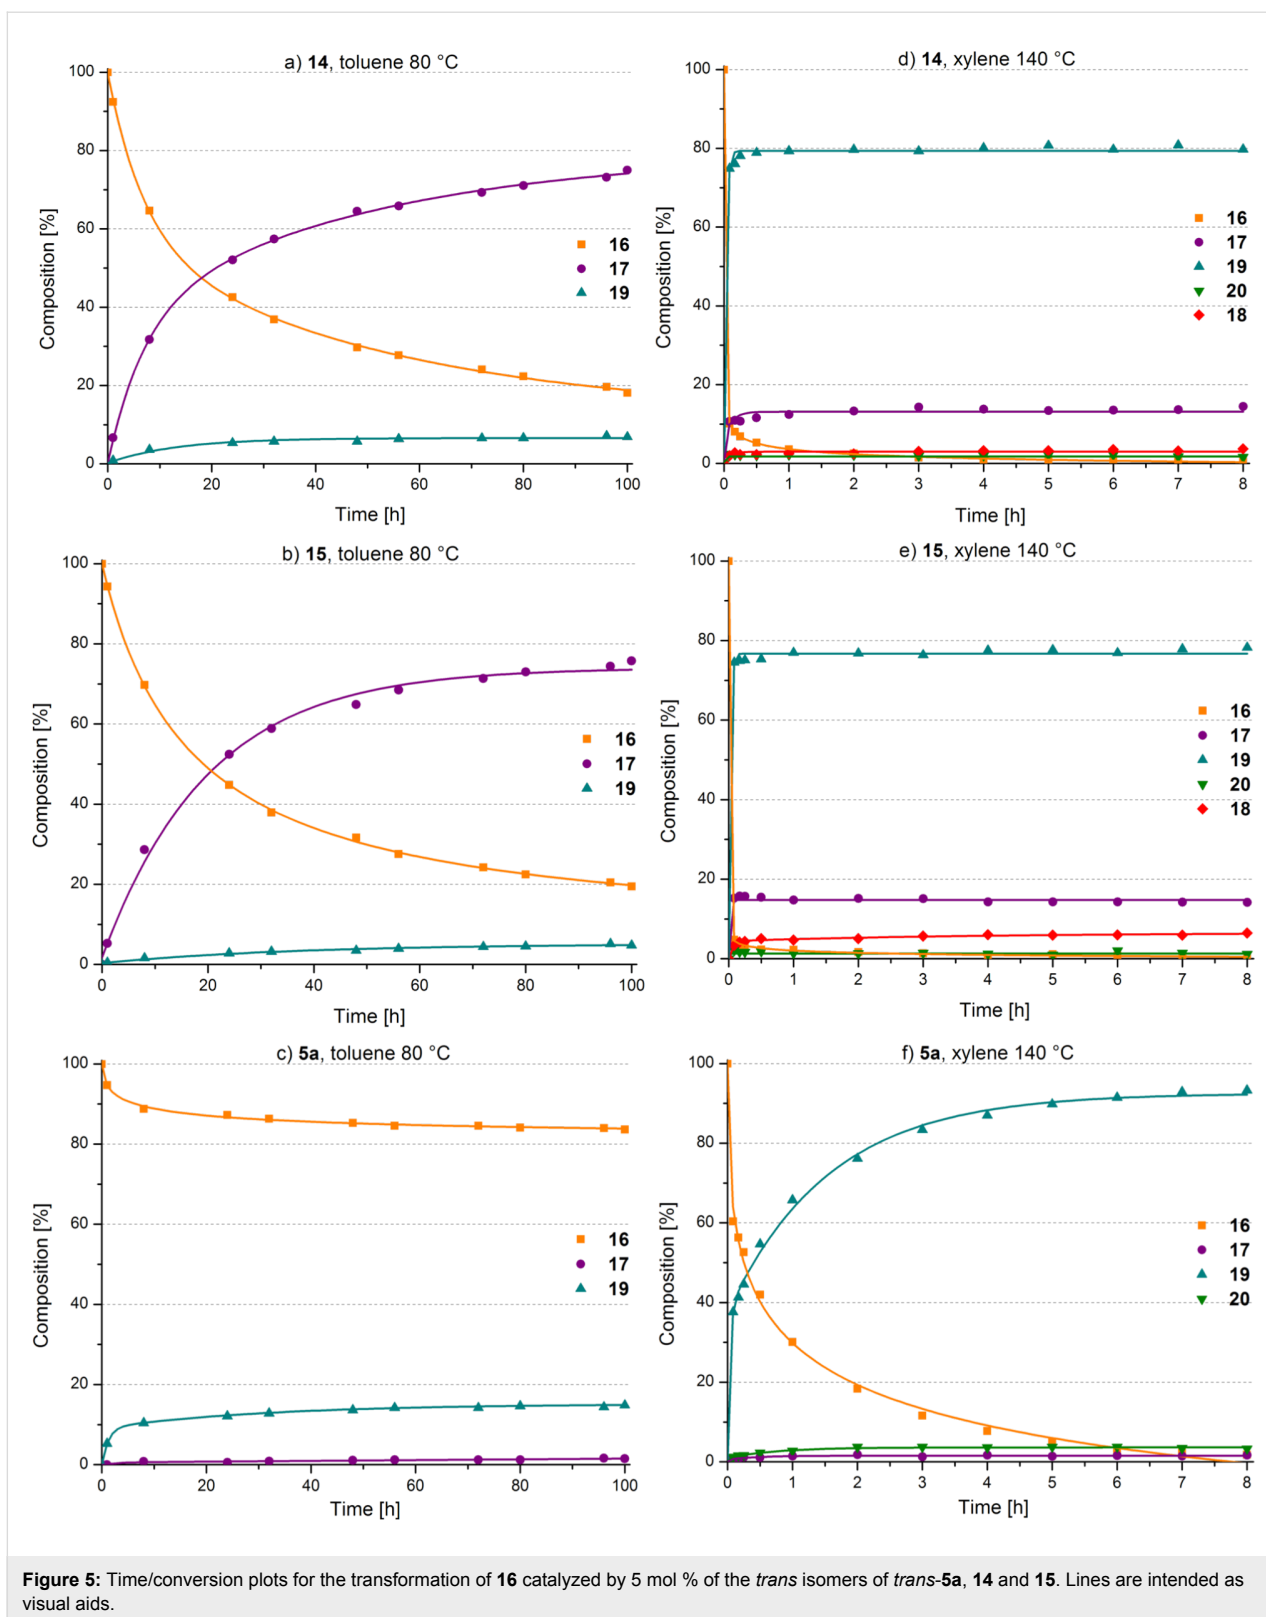 a) 14, toluene 80 °C
100
80
60
40
20
0
Composition [%]
16
17
19
0 20 40 60 80 100
Time [h]
d) 14, xylene 140 °C
100
80
60
40
20
0
Composition [%]
16
17
19
20
18
0 1 2 3 4 5 6 7 8
Time [h]
b) 15, toluene 80 °C
100
80
60
40
20
0
Composition [%]
16
17
19
0 20 40 60 80 100
Time [h]
e) 15, xylene 140 °C
100
80
60
40
20
0
Composition [%]
16
17
19
20
18
0 1 2 3 4 5 6 7 8
Time [h]
c) 5a, toluene 80 °C
100
80
60
40
20
0
Composition [%]
16
17
19
0 20 40 60 80 100
Time [h]
f) 5a, xylene 140 °C
100
80
60
40
20
0
Composition [%]
16
17
19
20
0 1 2 3 4 5 6 7 8
Time [h]
Figure 5: Time/conversion plots for the transformation of 16 catalyzed by 5 mol % of the trans isomers of trans-5a, 14 and 15. Lines are intended as
visual aids.